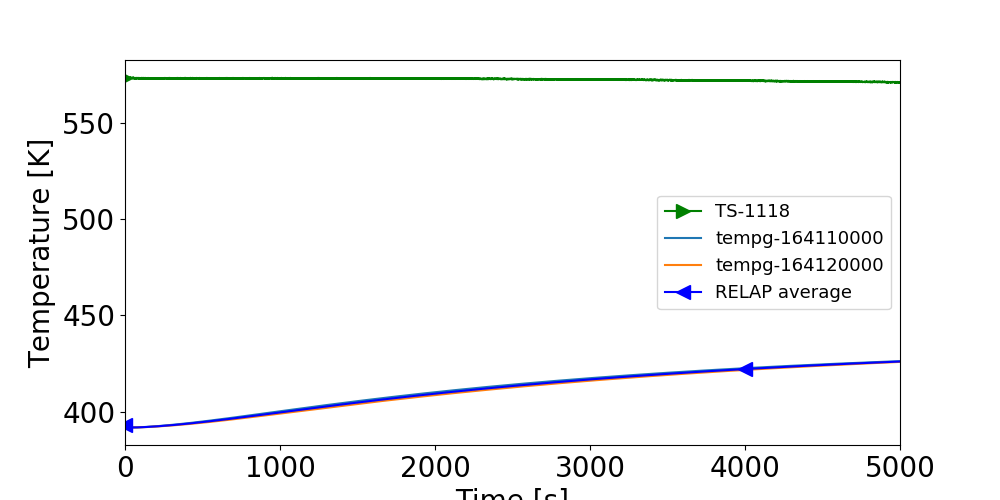 Temperature [K]
550
500
450
400
TS-1118
tempg-164110000
tempg-164120000
RELAP average
0 1000 2000 3000 4000 5000
Time [s]